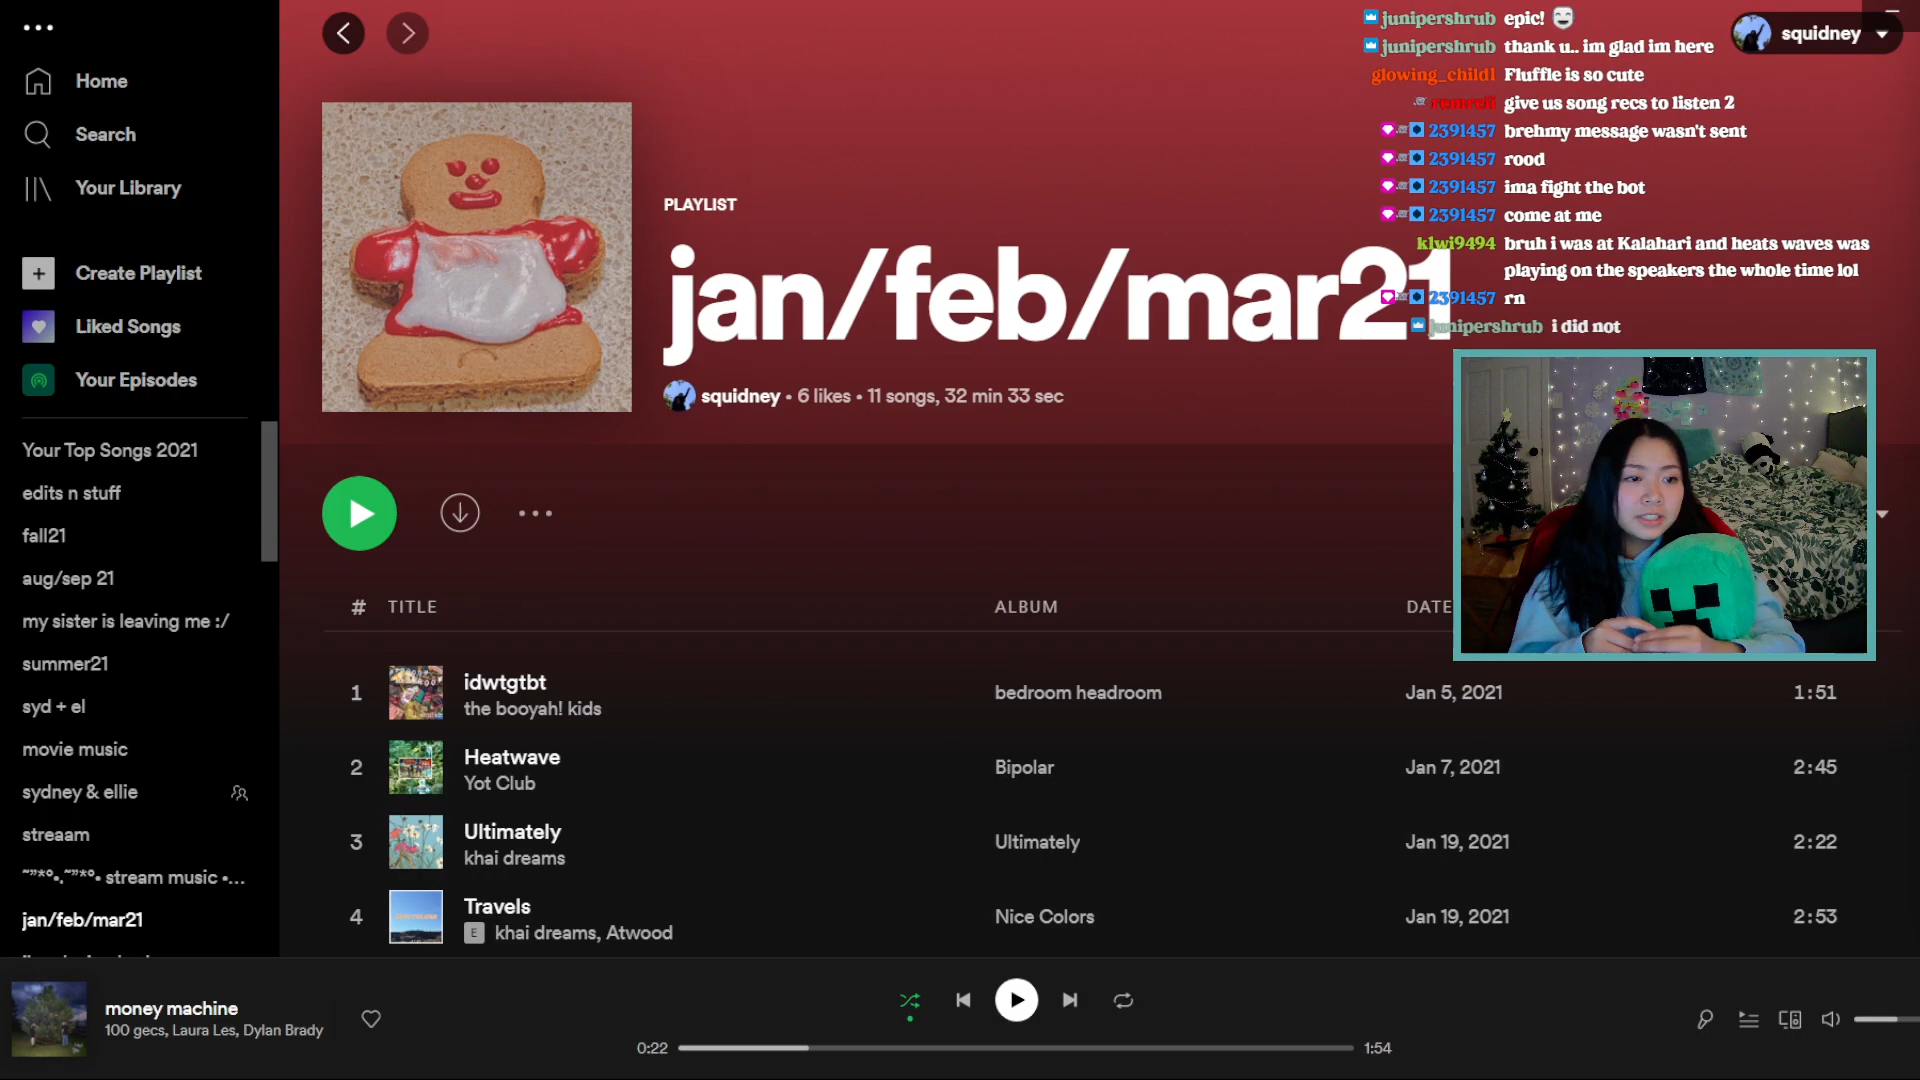 Home
Search
Your Library
Create Playlist
Liked Songs
Your Episodes
Your Top Songs 2021
edits n stuff
fall21
aug/sep 21
my sister is leaving me :/
summer21
syd + el
movie music
sydney & ellie
streaam
~”*°•.~”*°• stream music •...
jan/feb/mar21
PLAYLIST
jan/feb/mar21
squidney • 6 likes • 11 songs, 32 min 33 sec
squidney
junipershrub epic!
junipershrub thank u.. im glad im here
glowing_child1 Fluffle is so cute
give us song recs to listen 2
2391457 brehmy message wasn't sent
2391457 rood
2391457 ima fight the bot
2391457 come at me
klwi9494 bruh i was at Kalahari and heats waves was
playing on the speakers the whole time lol
2391457 rn
junipershrub i did not
# TITLE ALBUM DATE
1 idwtgtbt bedroom headroom Jan 5, 2021 1:51
the booyah! kids
2 Heatwave Bipolar Jan 7, 2021 2:45
Yot Club
3 Ultimately Ultimately Jan 19, 2021 2:22
khai dreams
4 Travels Nice Colors Jan 19, 2021 2:53
E khai dreams, Atwood
money machine
100 gecs, Laura Les, Dylan Brady
0:22 1:54